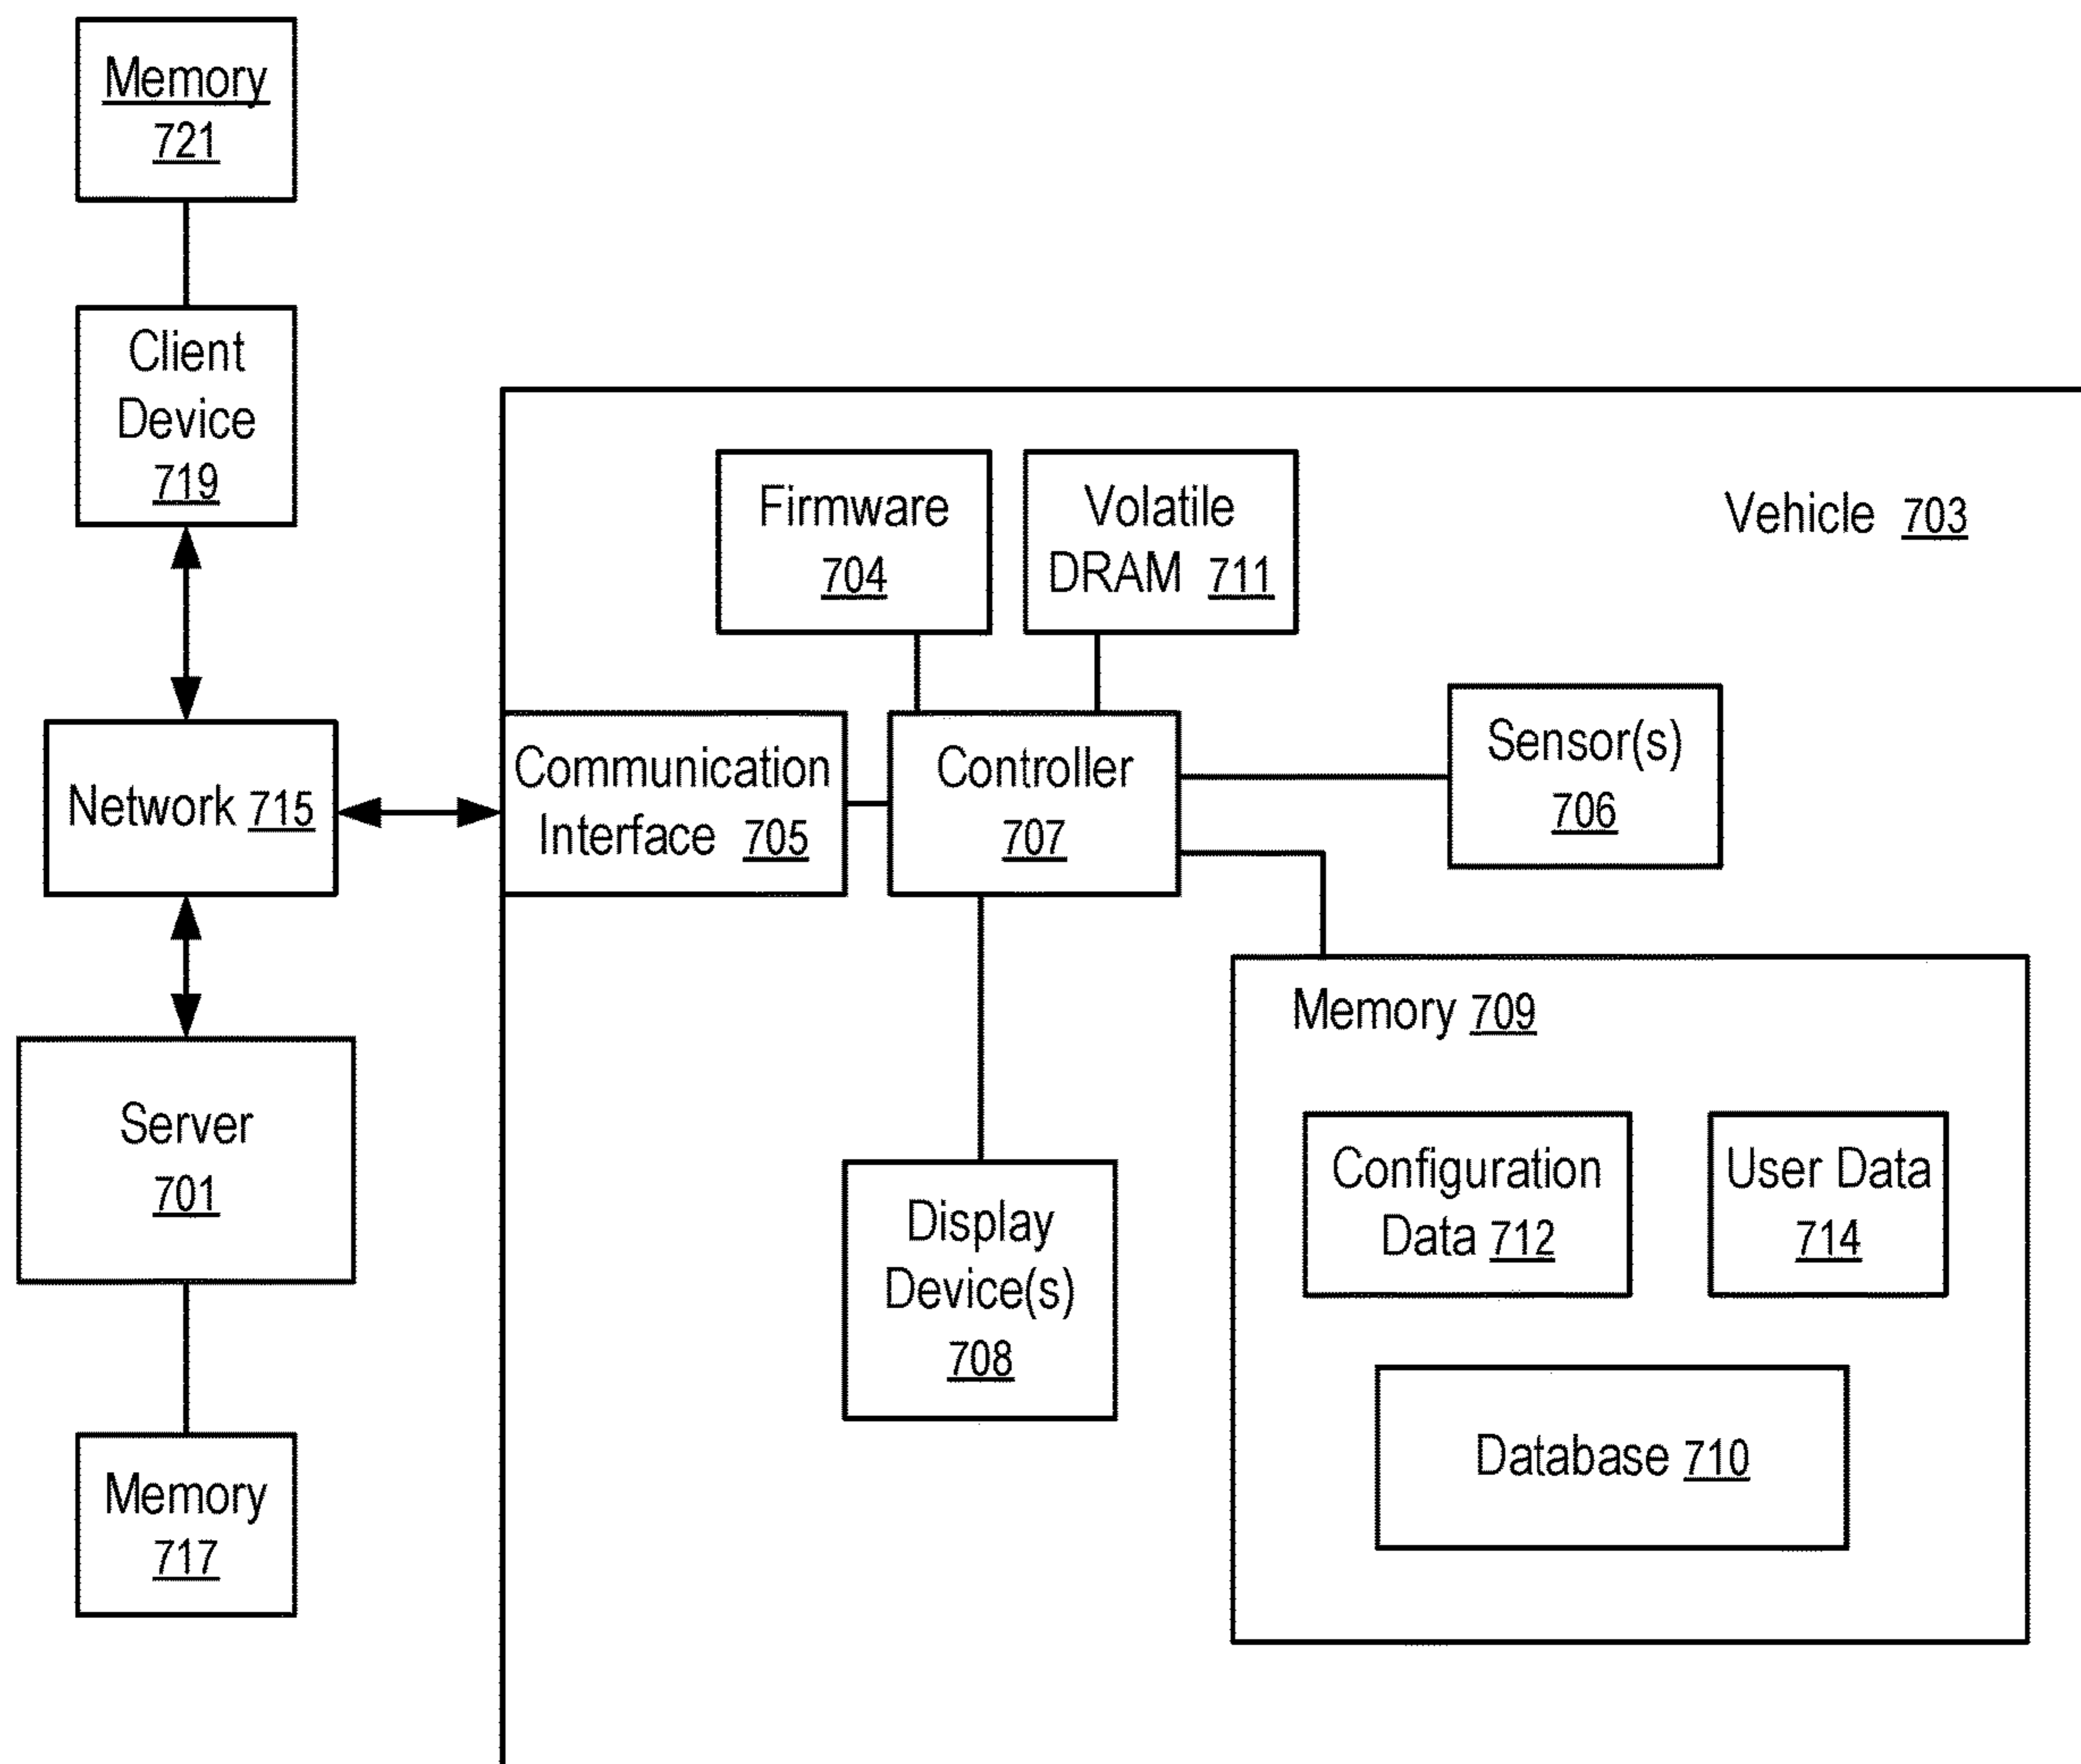 Memory
721
Client
Device
719
Network 715
Server
701
Memory
717
Vehicle 703
Firmware
704
Volatile
DRAM 711
Communication
Interface 705
Controller
707
Sensor(s)
706
Display
Device(s)
708
Memory 709
Configuration
Data 712
User Data
714
Database 710